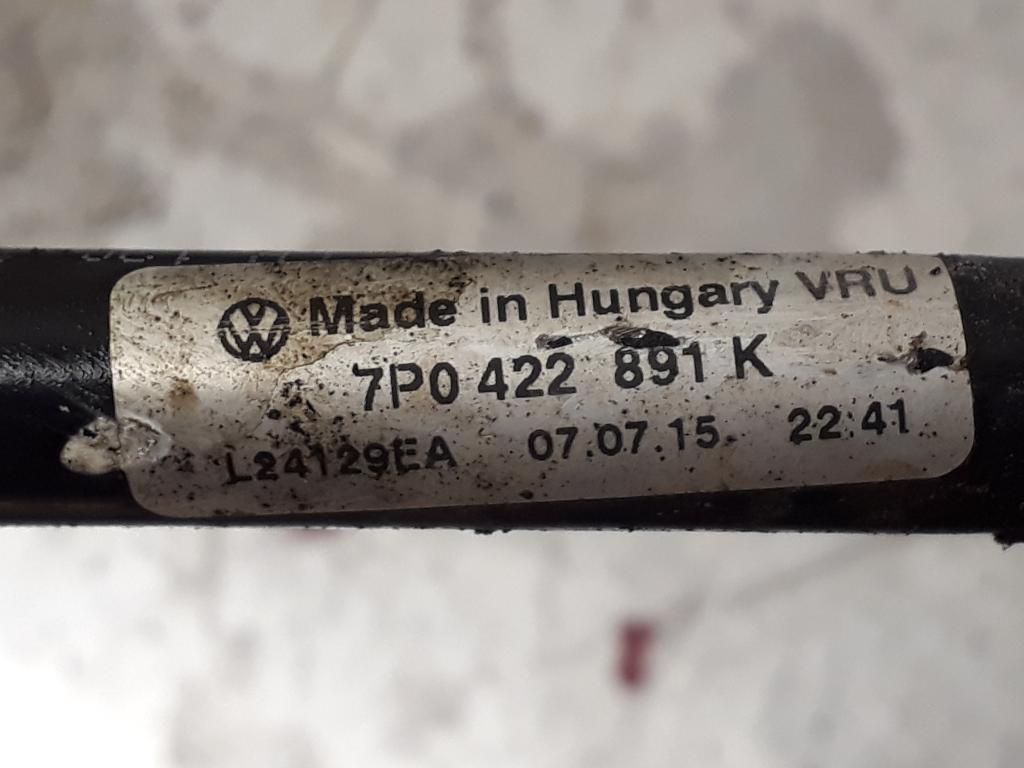 Made in Hungary VRU
7P0 422 891 K
L24129EA 07.07.15 22:41